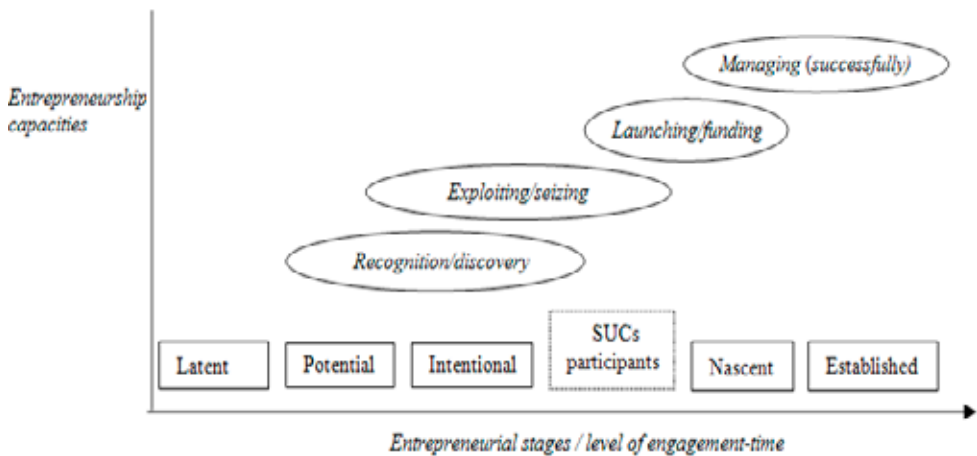 Managing (successfully)
Entrepreneurship
capacities
Launching/funding
Exploiting/seizing
Recognition/discovery
SUCs
participants
Latent
Potential
Intentional
Nascent
Established
Entrepreneurial stages / level of engagement-time